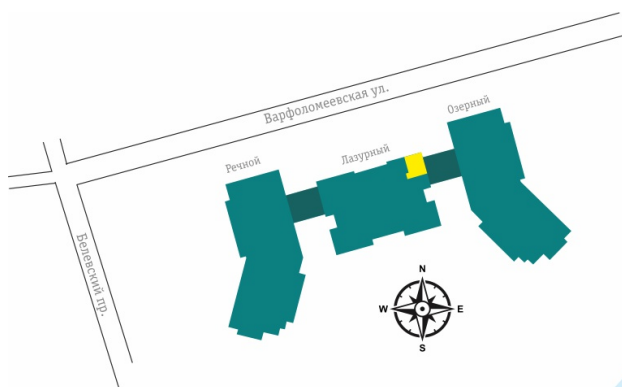 Варфоломеевская ул.
Озерный
Лазурный
Речной
Белевский пр.
N
W
E
S